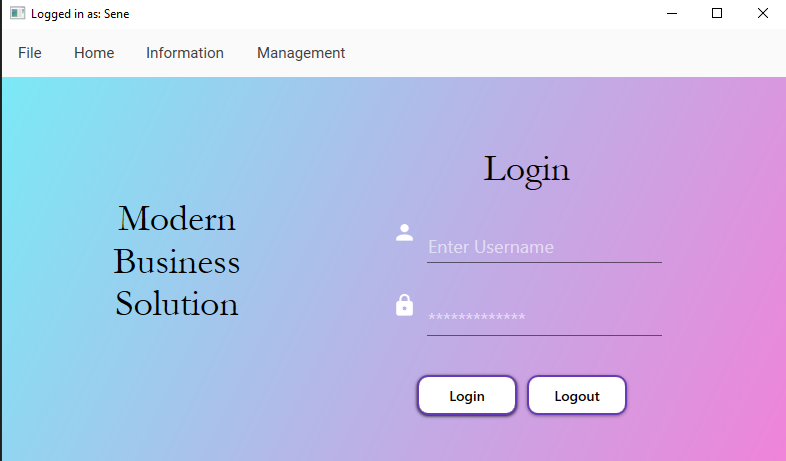 Logged in as: Sene
File Home Information Management
Login
Modern
Business
Solution
Enter Username
*************
Login Logout